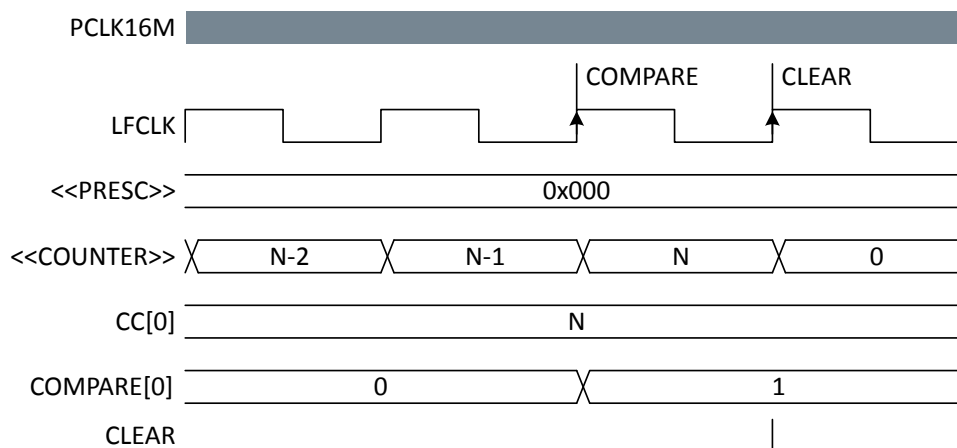 PCLK16M
COMPARE CLEAR
LFCLK
<<PRESC>> 0x000
<<COUNTER>> N-2 N-1 N 0
CC[0] N
COMPARE[0] 0 1
CLEAR